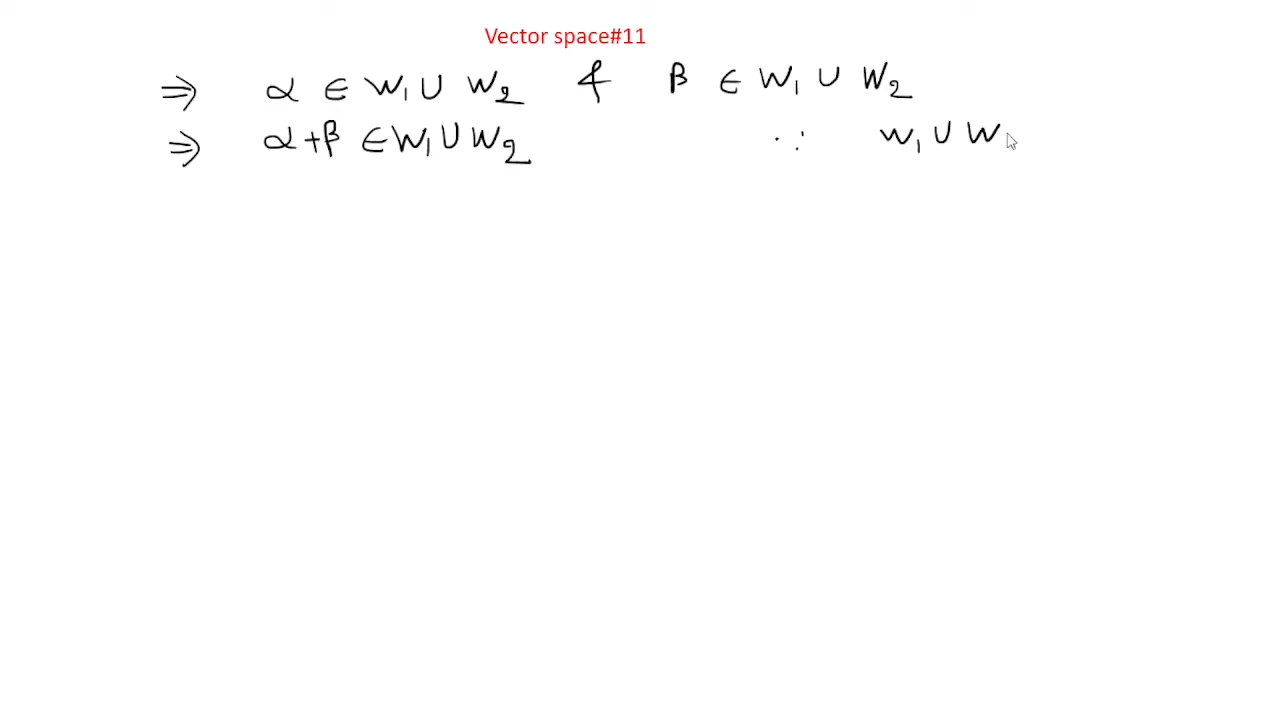 Vector space#11
⇒ α ∈ W₁ ∪ W₂ & β ∈ W₁ ∪ W₂
⇒ α+β ∈ W₁ ∪ W₂ ∵ W₁ ∪ W